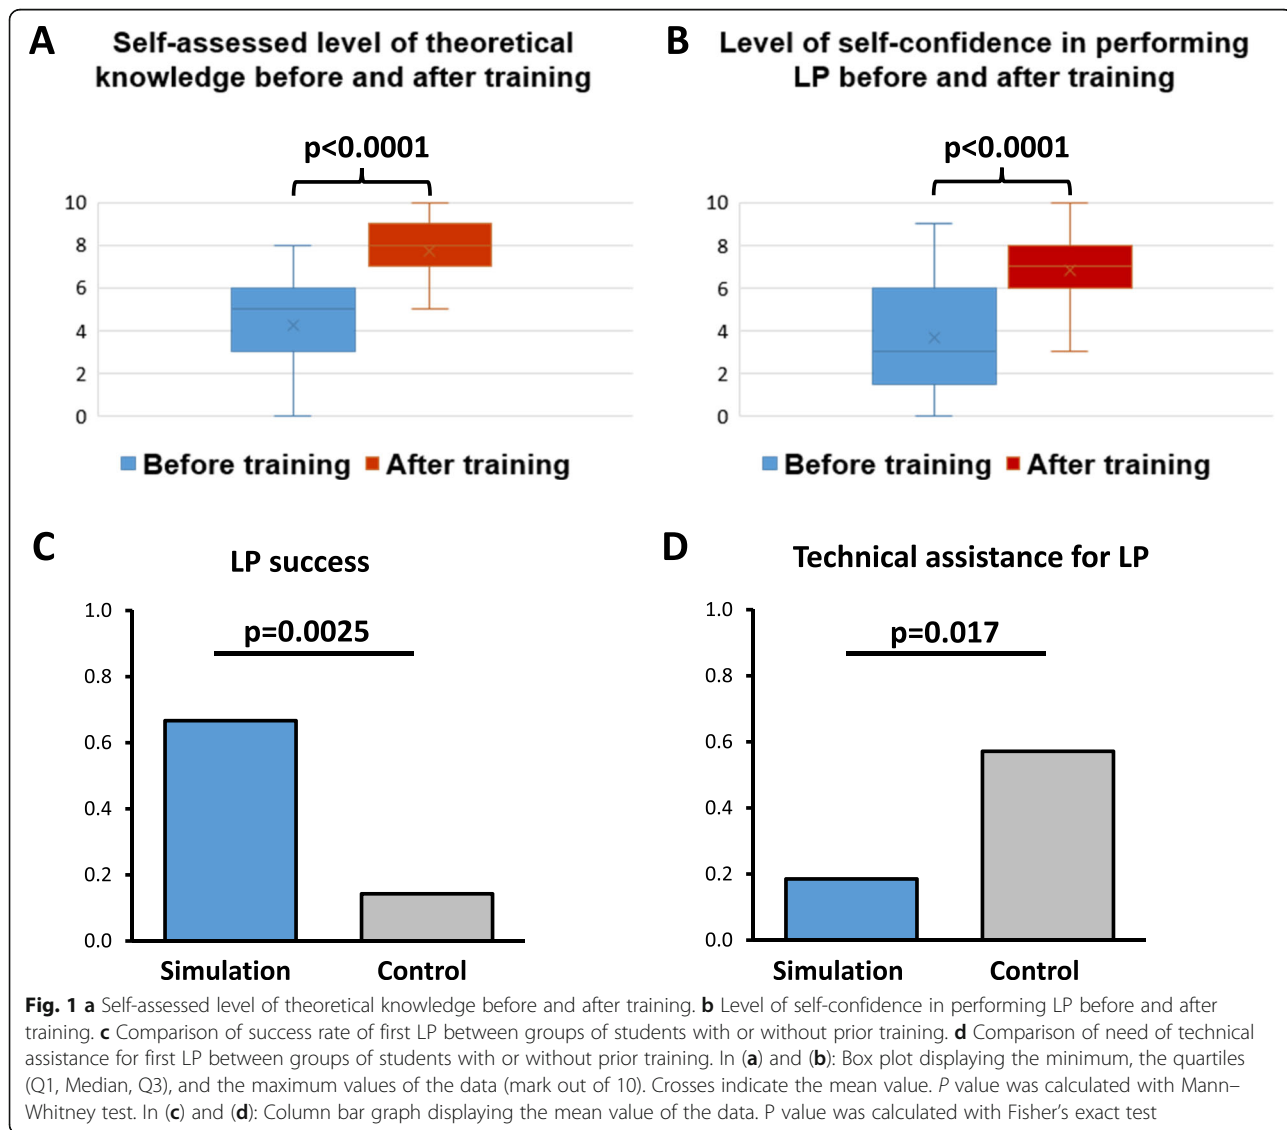 A
Self-assessed level of theoretical
knowledge before and after training
p<0.0001
10
8
6
4
2
0
Before training After training
B
Level of self-confidence in performing
LP before and after training
p<0.0001
10
8
6
4
2
0
Before training After training
C
LP success
p=0.0025
1.0
0.8
0.6
0.4
0.2
0.0
Simulation Control
D
Technical assistance for LP
p=0.017
1.0
0.8
0.6
0.4
0.2
0.0
Simulation Control
Fig. 1 a Self-assessed level of theoretical knowledge before and after training. b Level of self-confidence in performing LP before and after
training. c Comparison of success rate of first LP between groups of students with or without prior training. d Comparison of need of technical
assistance for first LP between groups of students with or without prior training. In (a) and (b): Box plot displaying the minimum, the quartiles
(Q1, Median, Q3), and the maximum values of the data (mark out of 10). Crosses indicate the mean value. P value was calculated with Mann–
Whitney test. In (c) and (d): Column bar graph displaying the mean value of the data. P value was calculated with Fisher's exact test